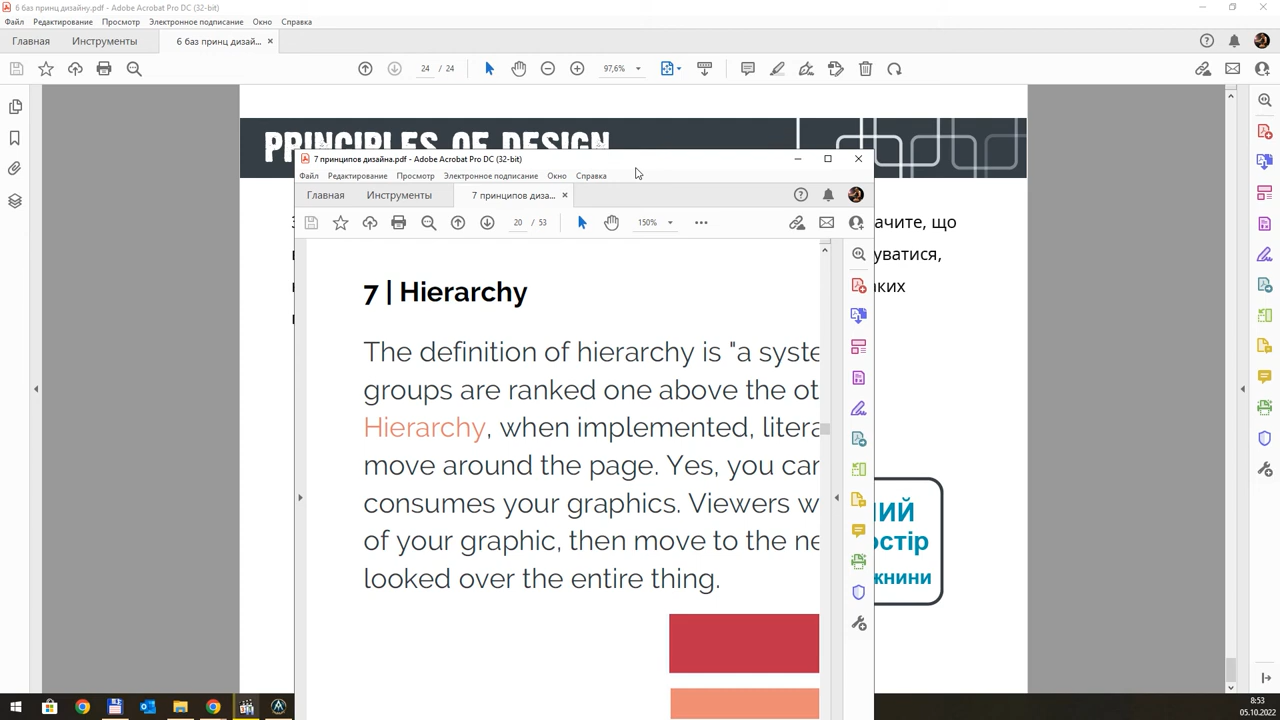 6 баз принц дизайну.pdf - Adobe Acrobat Pro DC (32-bit)
Файл Редактирование Просмотр Электронное подписание Окно Справка
Главная Инструменты 6 баз принц дизай... ×
24 / 24 97,6%
PRINCIPLES OF DESIGN
7 принципов дизайна.pdf - Adobe Acrobat Pro DC (32-bit)
Файл Редактирование Просмотр Электронное подписание Окно Справка
Главная Инструменты 7 принципов диза... ×
20 / 53 150%
ачите, що
уватися,
аких
7 | Hierarchy
The definition of hierarchy is "a syste
groups are ranked one above the ot
Hierarchy, when implemented, litera
move around the page. Yes, you car
consumes your graphics. Viewers w
of your graphic, then move to the ne
looked over the entire thing.
ИЙ
остір
жнини
8:53
05.10.2022